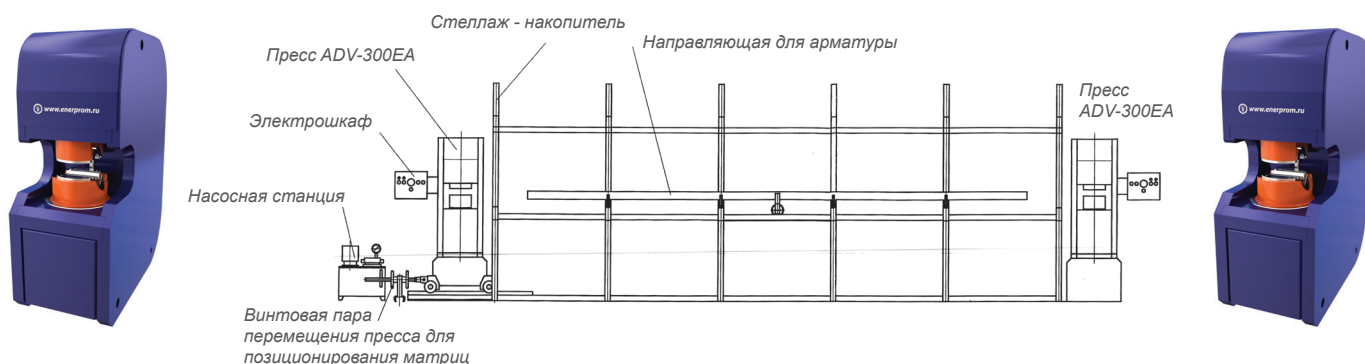 Стеллаж - накопитель
Направляющая для арматуры
Пресс ADV-300EA
Пресс
ADV-300EA
www.enerprom.ru
www.enerprom.ru
Электрошкаф
Насосная станция
Винтовая пара
перемещения пресса для
позиционирования матриц